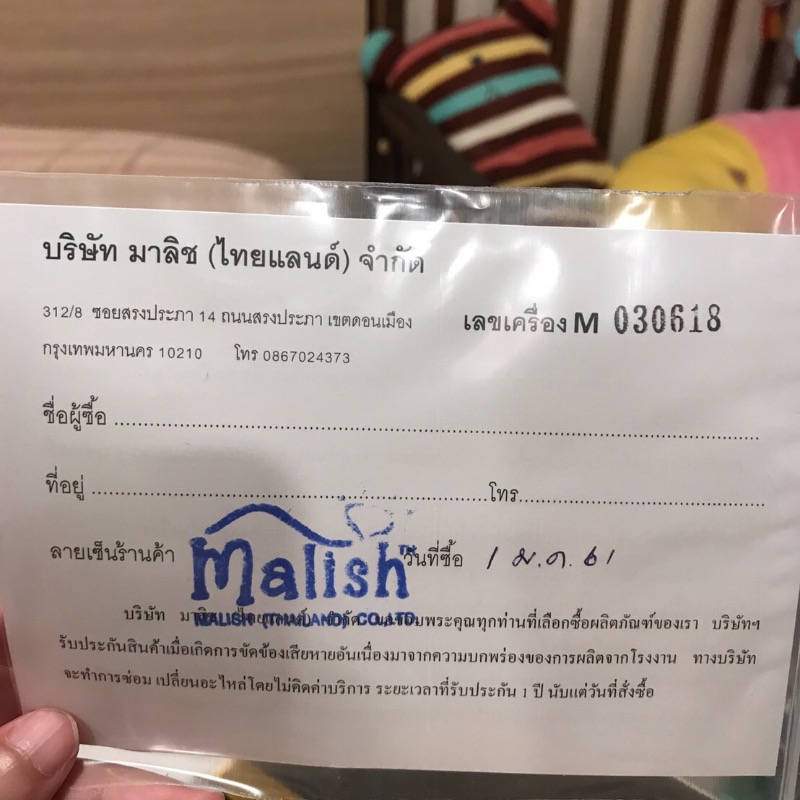 บริษัท มาลิช (ไทยแลนด์) จำกัด
312/8 ซอยสรงประภา 14 ถนนสรงประภา เขตดอนเมือง
เลขเครื่อง M 030618
กรุงเทพมหานคร 10210 โทร 0867024373
ชื่อผู้ซื้อ
ที่อยู่ โทร
ลายเซ็นร้านค้า Malish วันที่ซื้อ 1 ม.ค. 61
MALISH (THAILAND) CO.,LTD.
บริษัท จำกัด ขอขอบพระคุณทุกท่านที่เลือกซื้อผลิตภัณฑ์ของเรา บริษัทฯ
รับประกันสินค้าเมื่อเกิดการขัดข้องเสียหายอันเนื่องมาจากความบกพร่องของการผลิตจากโรงงาน ทางบริษัท
จะทำการซ่อม เปลี่ยนอะไหล่โดยไม่คิดค่าบริการ ระยะเวลาที่รับประกัน 1 ปี นับแต่วันที่สั่งซื้อ